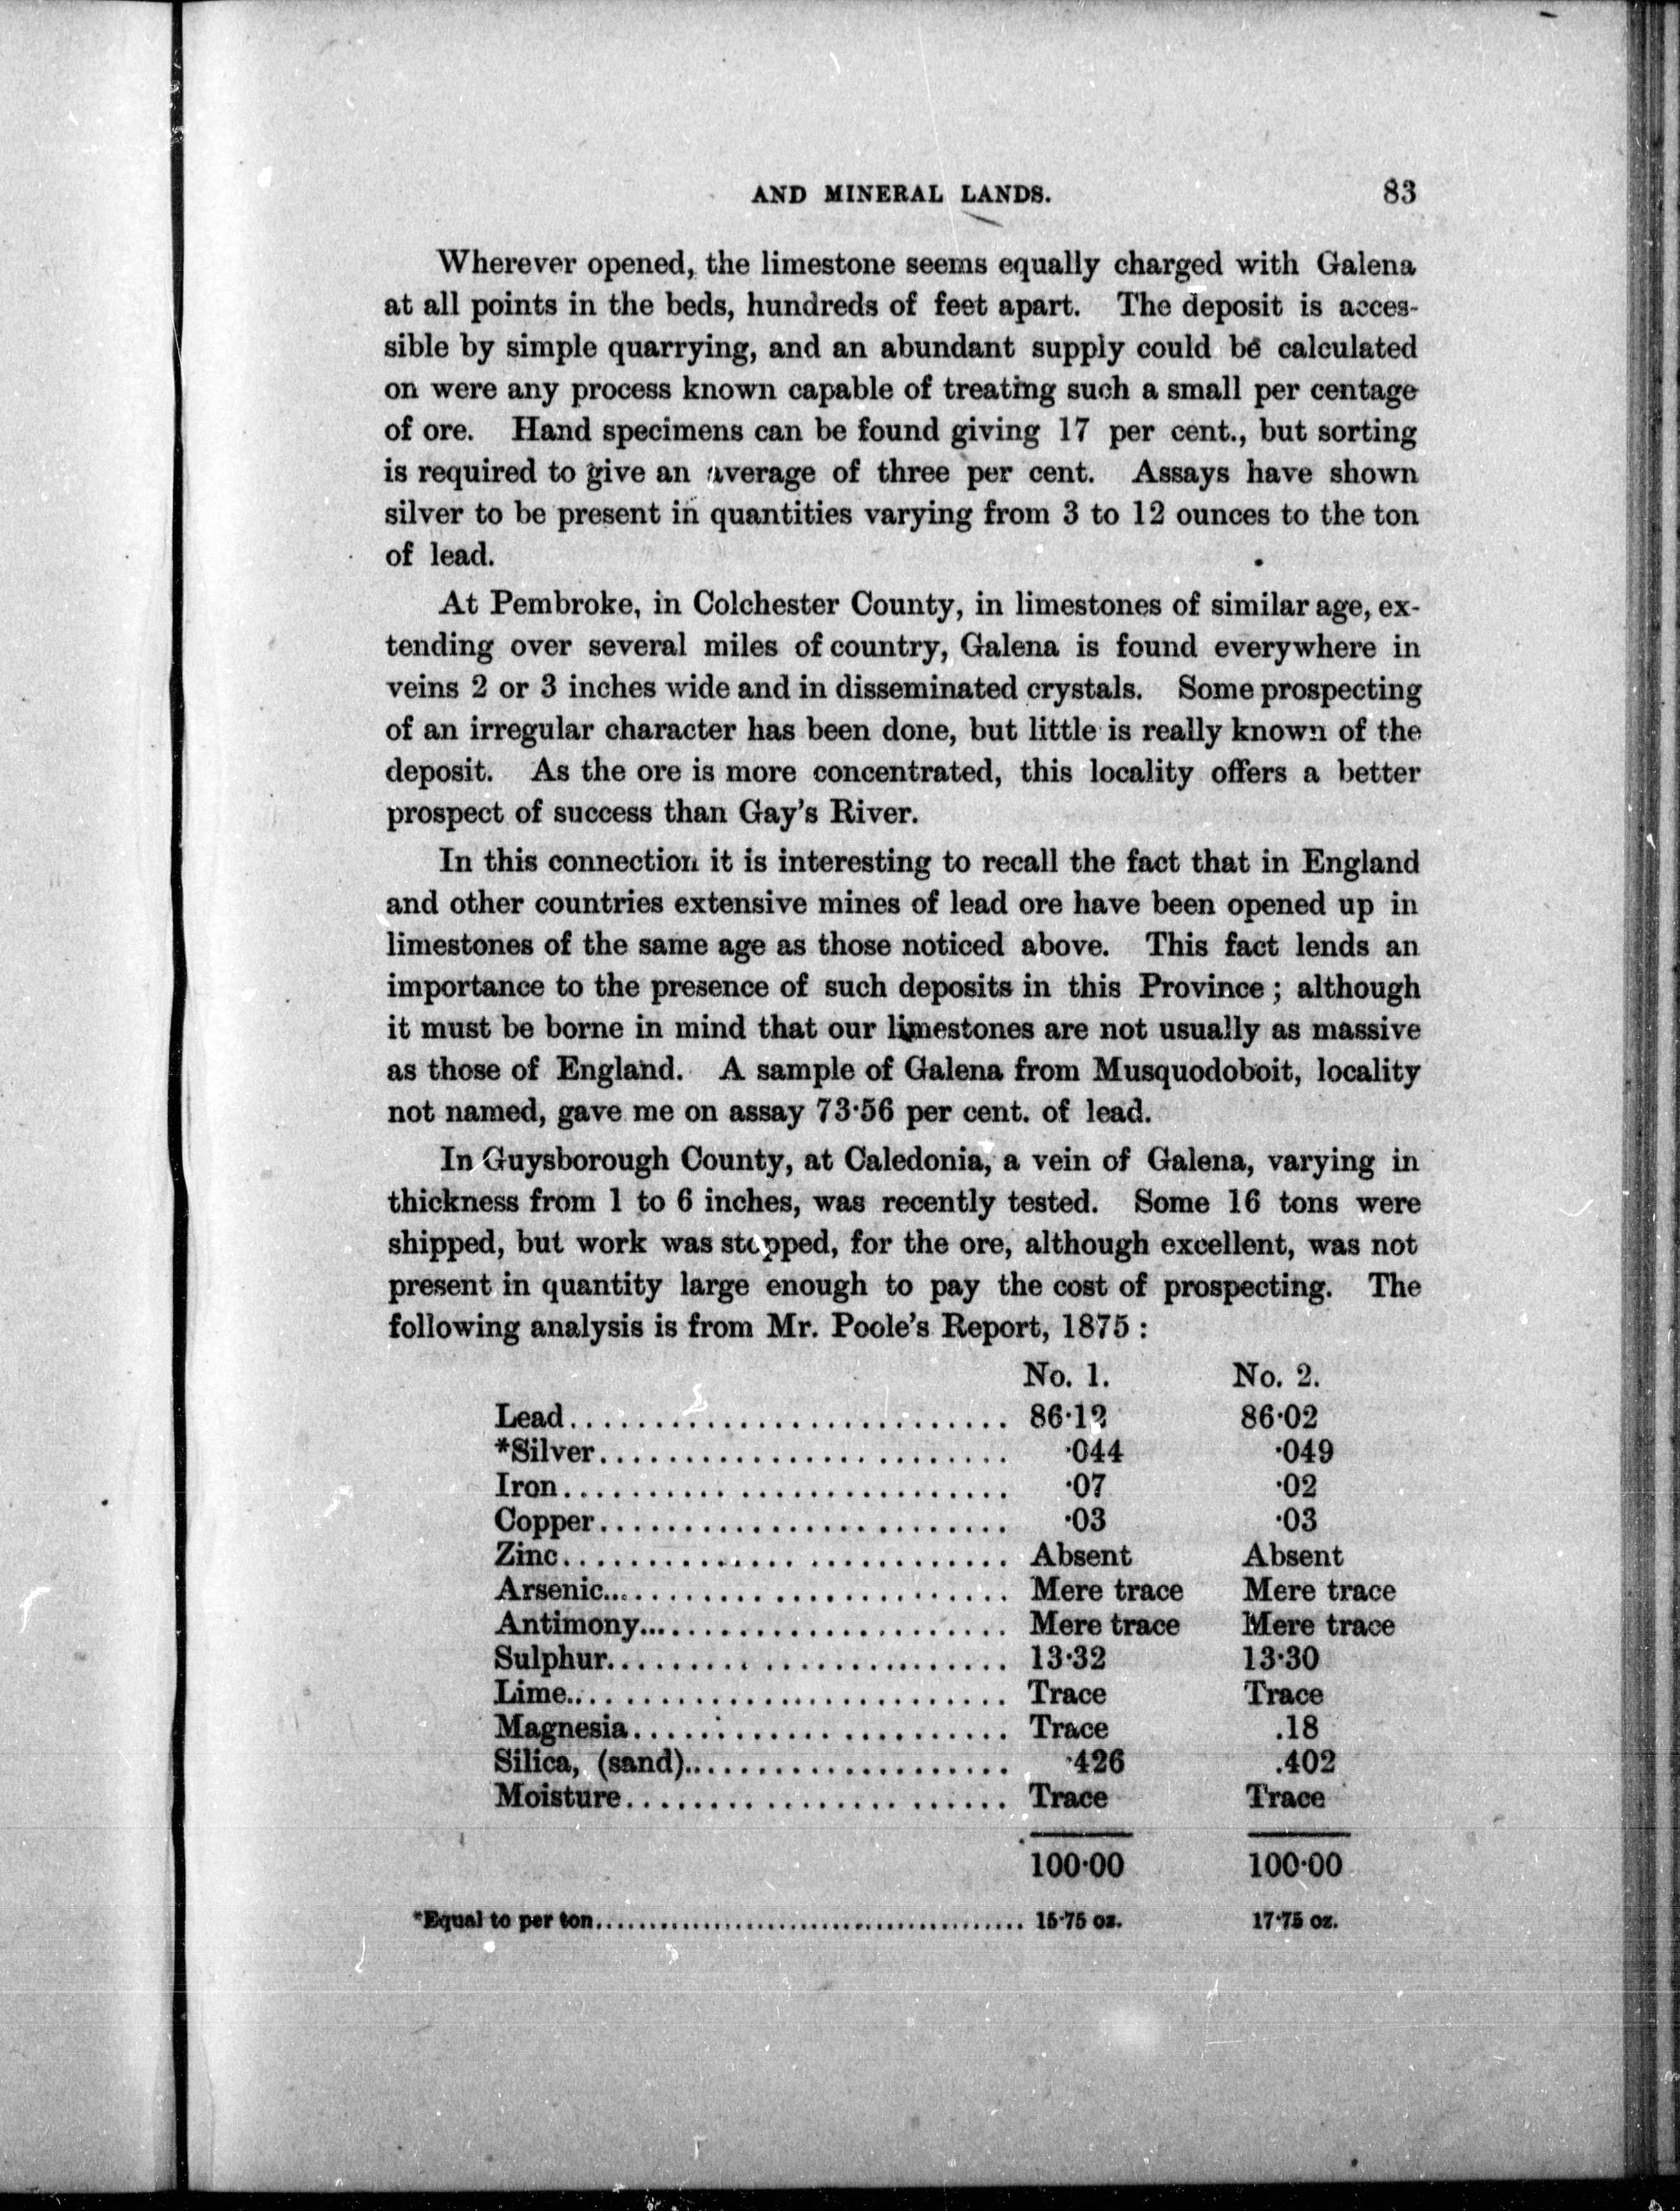 AND MINERAL LANDS. 83
Wherever opened, the limestone seems equally charged with Galena
at all points in the beds, hundreds of feet apart. The deposit is acces-
sible by simple quarrying, and an abundant supply could be calculated
on were any process known capable of treating such a small per centage
of ore. Hand specimens can be found giving 17 per cent., but sorting
is required to give an average of three per cent. Assays have shown
silver to be present in quantities varying from 3 to 12 ounces to the ton
of lead.
At Pembroke, in Colchester County, in limestones of similar age, ex-
tending over several miles of country, Galena is found everywhere in
veins 2 or 3 inches wide and in disseminated crystals. Some prospecting
of an irregular character has been done, but little is really known of the
deposit. As the ore is more concentrated, this locality offers a better
prospect of success than Gay's River.
In this connection it is interesting to recall the fact that in England
and other countries extensive mines of lead ore have been opened up in
limestones of the same age as those noticed above. This fact lends an
importance to the presence of such deposits in this Province; although
it must be borne in mind that our limestones are not usually as massive
as those of England. A sample of Galena from Musquodoboit, locality
not named, gave me on assay 73·56 per cent. of lead.
In Guysborough County, at Caledonia, a vein of Galena, varying in
thickness from 1 to 6 inches, was recently tested. Some 16 tons were
shipped, but work was stopped, for the ore, although excellent, was not
present in quantity large enough to pay the cost of prospecting. The
following analysis is from Mr. Poole's Report, 1875:
No. 1. No. 2.
Lead........................... 86·12 86·02
*Silver......................... ·044 ·049
Iron........................... ·07 ·02
Copper......................... ·03 ·03
Zinc........................... Absent Absent
Arsenic........................ Mere trace Mere trace
Antimony....................... Mere trace Mere trace
Sulphur........................ 13·32 13·30
Lime........................... Trace Trace
Magnesia....................... Trace .18
Silica, (sand)..................... ·426 .402
Moisture....................... Trace Trace
100·00 100·00
*Equal to per ton........................................ 15·75 oz. 17·75 oz.